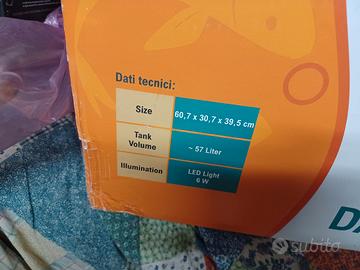 Dati tecnici:
Size 60,7 x 30,7 x 39,5 cm
Tank Volume ~ 57 Liter
Illumination LED Light 6 W
subito